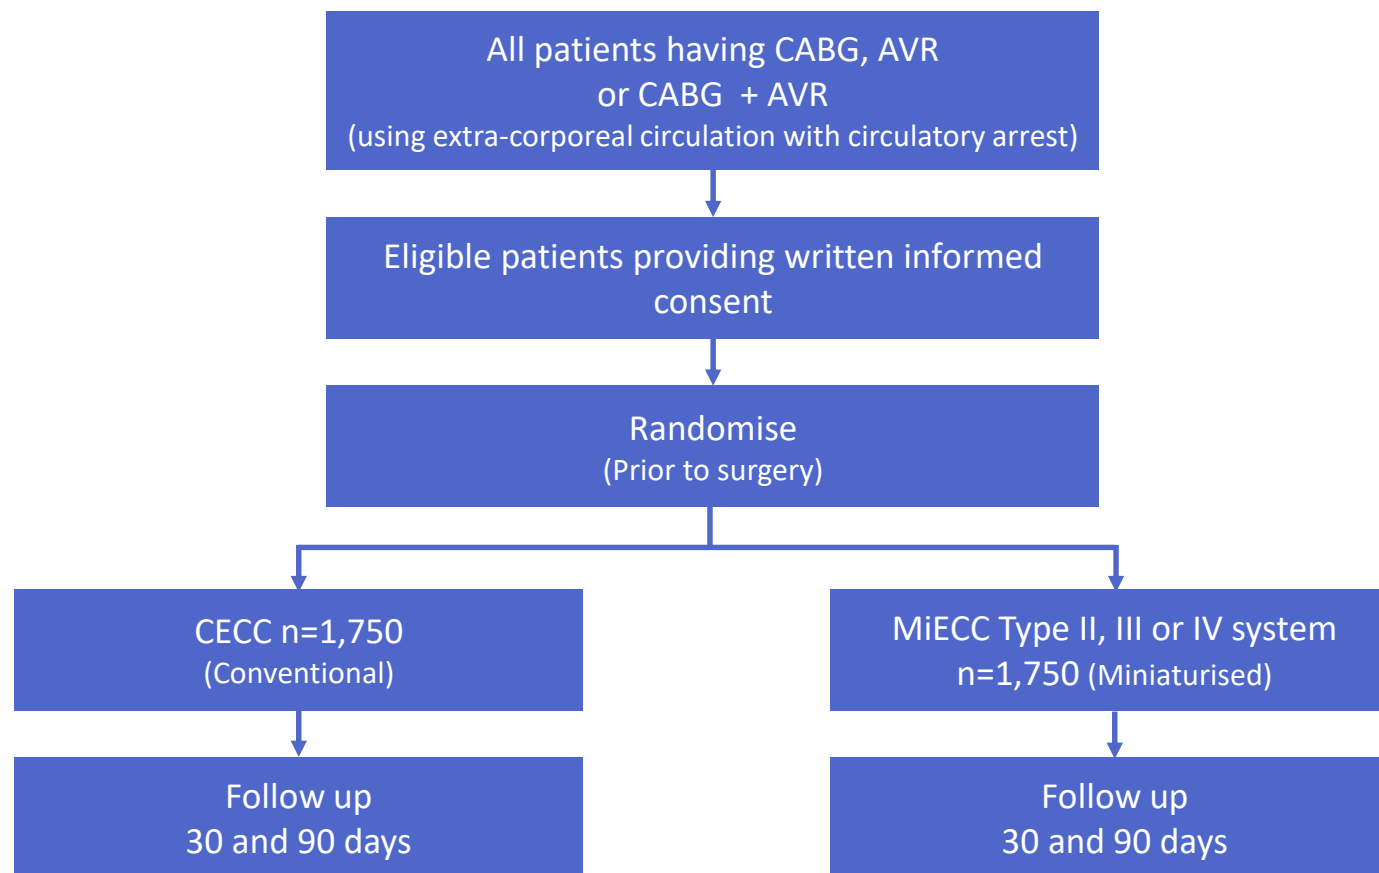 All patients having CABG, AVR
or CABG + AVR
(using extra-corporeal circulation with circulatory arrest)
Eligible patients providing written informed
consent
Randomise
(Prior to surgery)
CECC n=1,750
(Conventional)
MiECC Type II, III or IV system
n=1,750 (Miniaturised)
Follow up
30 and 90 days
Follow up
30 and 90 days